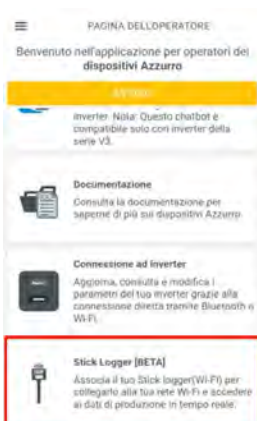 PAGINA DELL'OPERATORE
Benvenuto nell'applicazione per operatori dei
dispositivi Azzurro
inverter. Nota: Questo chatbot è
compatibile solo con inverter della
serie V3.
Documentazione
Consulta la documentazione per
saperne di più sui dispositivi Azzurro.
Connessione ad inverter
Aggiorna, consulta e modifica i
parametri del tuo inverter grazie alla
connessione diretta tramite Bluetooth o
Wi-Fi.
Stick Logger [BETA]
Associa il tuo Stick logger(Wi-Fi) per
collegarlo alla tua rete Wi-Fi e accedere
ai dati di produzione in tempo reale.